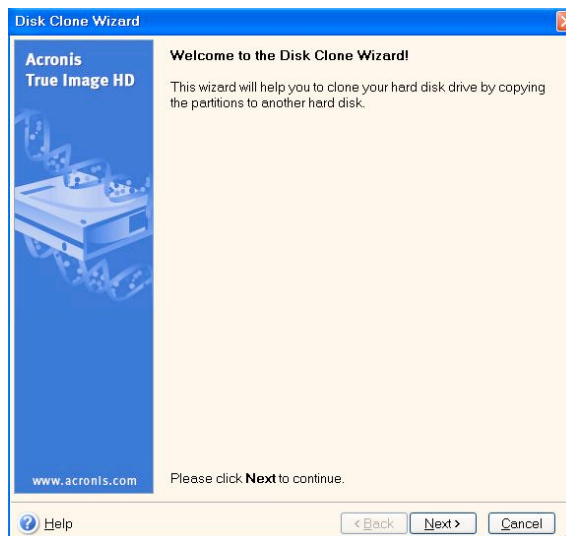 Disk Clone Wizard
Acronis
True Image HD
Welcome to the Disk Clone Wizard!
This wizard will help you to clone your hard disk drive by copying
the partitions to another hard disk.
www.acronis.com
Please click Next to continue.
Help
< Back
Next >
Cancel